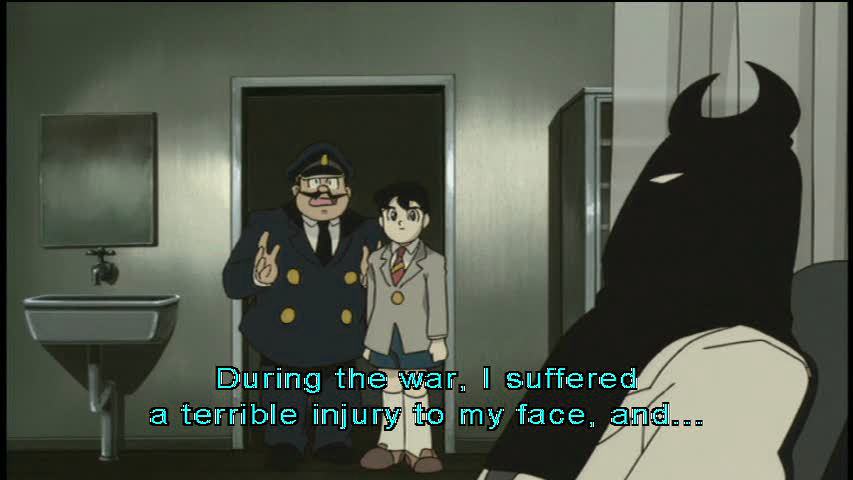 During the war, I suffered
a terrible injury to my face, and...